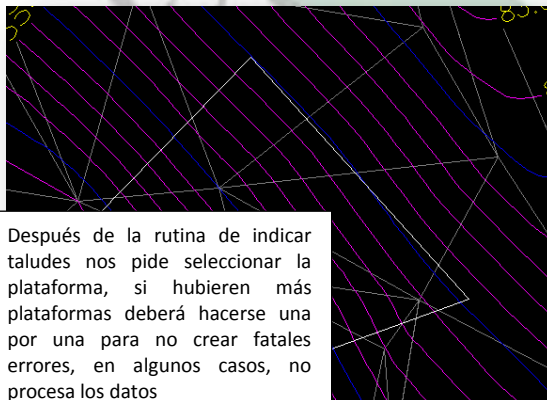 Después de la rutina de indicar
taludes nos pide seleccionar la
plataforma, si hubieren más
plataformas deberá hacerse una
por una para no crear fatales
errores, en algunos casos, no
procesa los datos